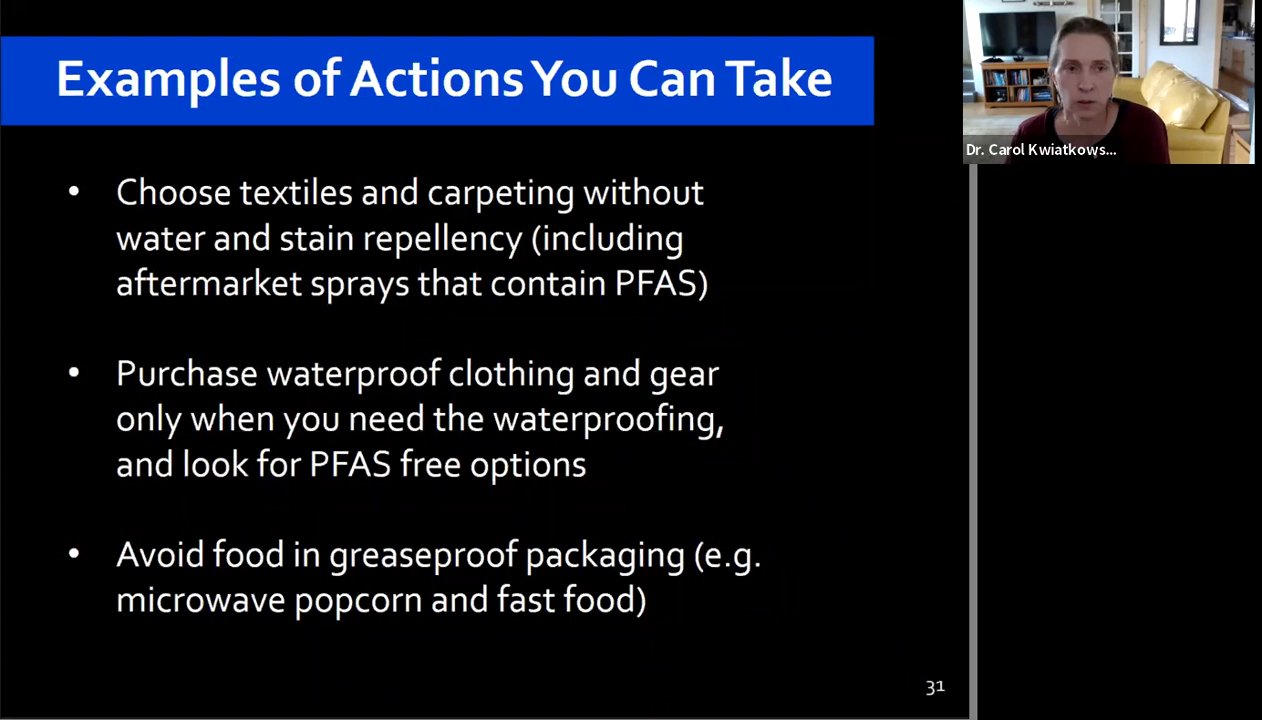 Examples of Actions You Can Take
Dr. Carol Kwiatkows...
• Choose textiles and carpeting without
water and stain repellency (including
aftermarket sprays that contain PFAS)
• Purchase waterproof clothing and gear
only when you need the waterproofing,
and look for PFAS free options
• Avoid food in greaseproof packaging (e.g.
microwave popcorn and fast food)
31